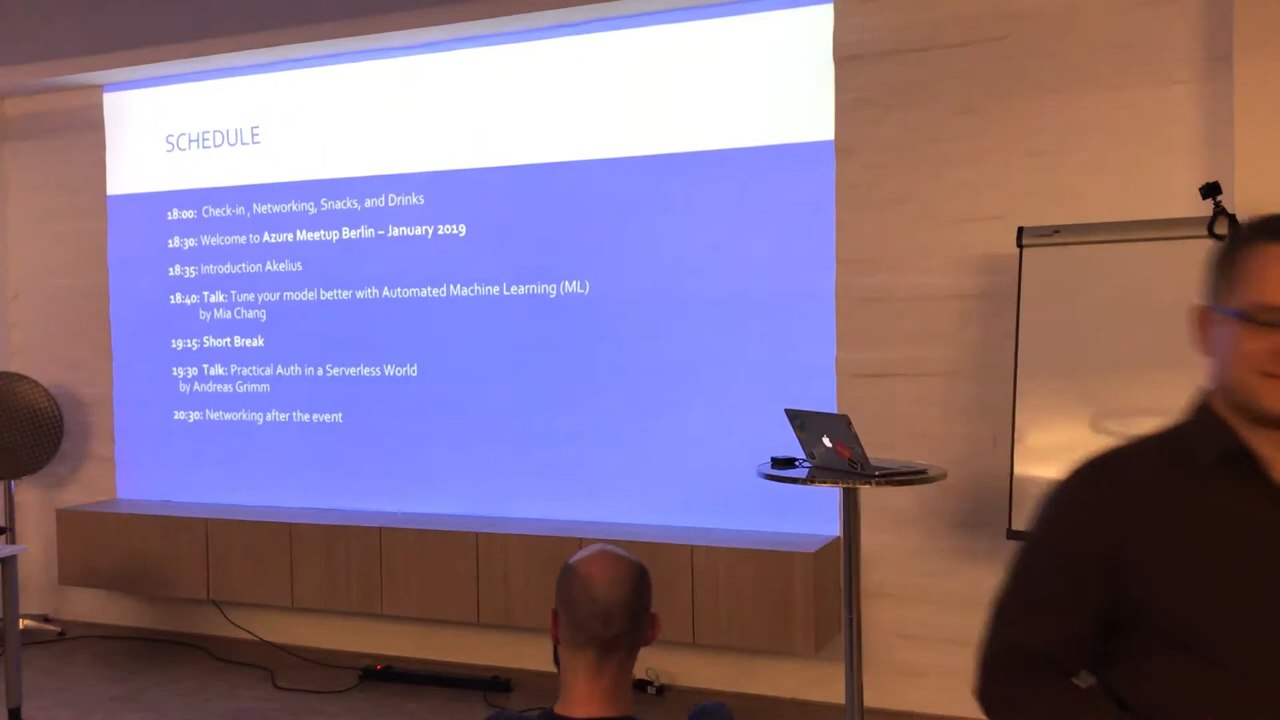 SCHEDULE
18:00: Check-in , Networking, Snacks, and Drinks
18:30: Welcome to Azure Meetup Berlin – January 2019
18:35: Introduction Akelius
18:40: Talk: Tune your model better with Automated Machine Learning (ML)
by Mia Chang
19:15: Short Break
19:30 Talk: Practical Auth in a Serverless World
by Andreas Grimm
20:30: Networking after the event